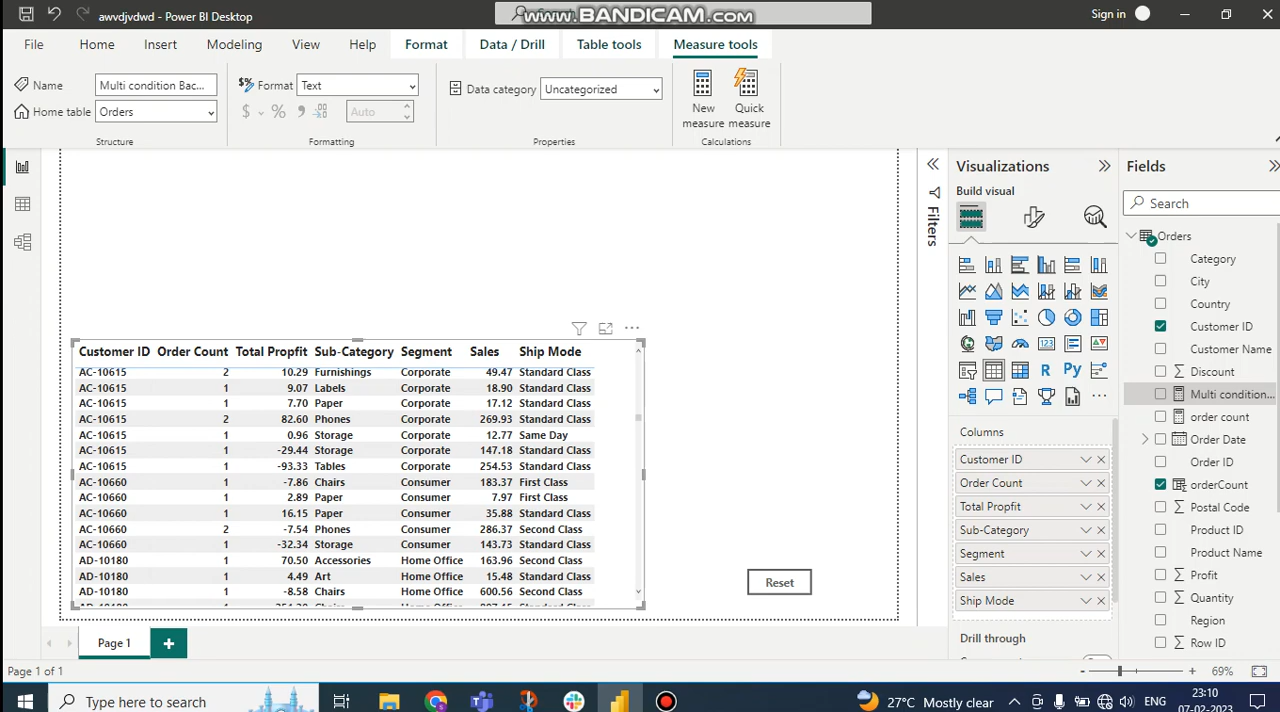 awvdjvdwd - Power BI Desktop
www.BANDICAM.com
Sign in
File Home Insert Modeling View Help Format Data / Drill Table tools Measure tools
Name Multi condition Bac... Format Text Data category Uncategorized New measure Quick measure
Home table Orders $ % Auto
Structure Formatting Properties Calculations
Customer ID Order Count Total Propfit Sub-Category Segment Sales Ship Mode
AC-10615 2 10.29 Furnishings Corporate 49.47 Standard Class
AC-10615 1 9.07 Labels Corporate 18.90 Standard Class
AC-10615 1 7.70 Paper Corporate 17.12 Standard Class
AC-10615 2 82.60 Phones Corporate 269.93 Standard Class
AC-10615 1 0.96 Storage Corporate 12.77 Same Day
AC-10615 1 -29.44 Storage Corporate 147.18 Standard Class
AC-10615 1 -93.33 Tables Corporate 254.53 Standard Class
AC-10660 1 -7.86 Chairs Consumer 183.37 First Class
AC-10660 1 2.89 Paper Consumer 7.97 First Class
AC-10660 1 6.15 Paper Consumer 35.88 Standard Class
AC-10660 2 -7.54 Phones Consumer 286.37 Second Class
AC-10660 1 -32.34 Storage Consumer 143.73 Standard Class
AD-10180 1 70.50 Accessories Home Office 163.96 Second Class
AD-10180 1 4.49 Art Home Office 15.48 Standard Class
AD-10180 1 -8.58 Chairs Home Office 600.56 Second Class
Reset
Filters
Visualizations
Build visual
123
R Py
Columns
Customer ID
Order Count
Total Propfit
Sub-Category
Segment
Sales
Ship Mode
Drill through
Fields
Search
Orders
Category
City
Country
Customer ID
Customer Name
Discount
Multi condition...
order count
Order Date
Order ID
orderCount
Postal Code
Product ID
Product Name
Profit
Quantity
Region
Row ID
Page 1
Page 1 of 1
69%
Type here to search
27°C Mostly clear
ENG
23:10
07-02-2023